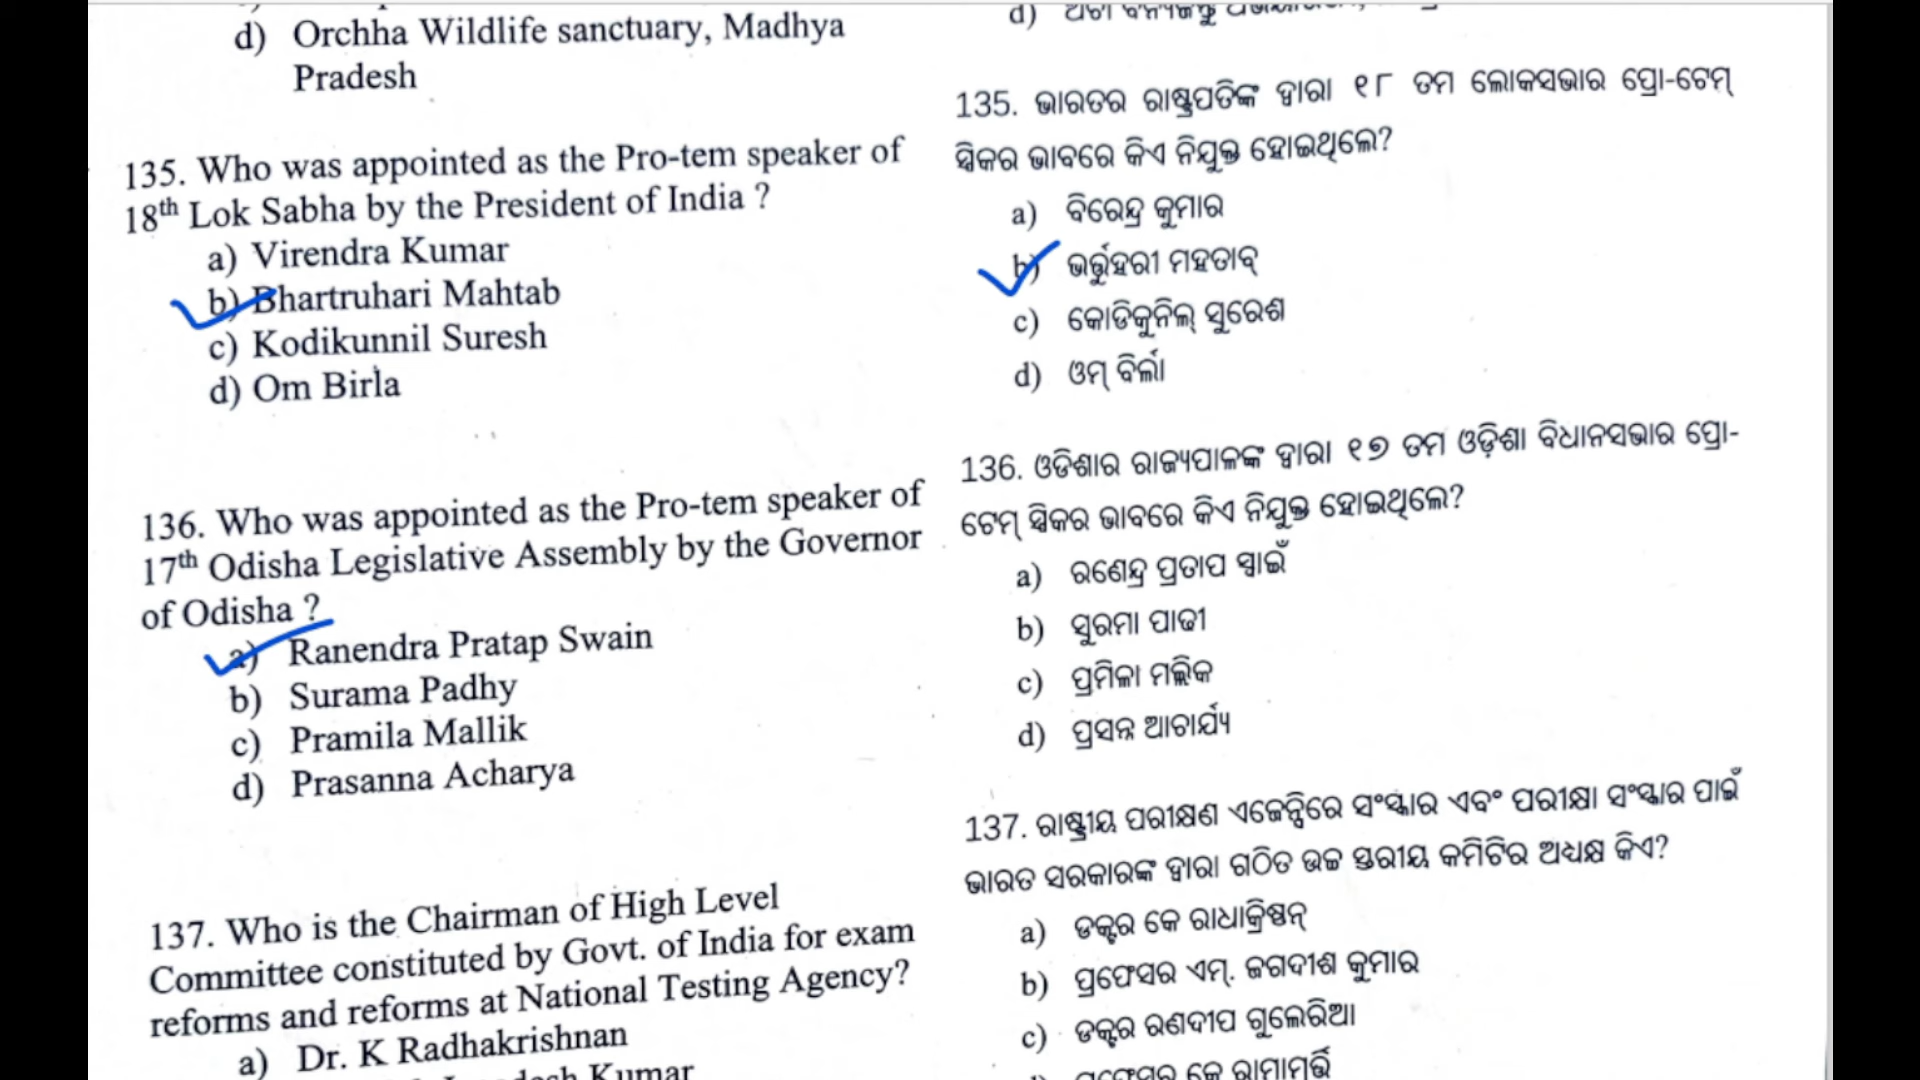 d) Orchha Wildlife sanctuary, Madhya
Pradesh
135. Who was appointed as the Pro-tem speaker of
18th Lok Sabha by the President of India ?
a) Virendra Kumar
b) Bhartruhari Mahtab
c) Kodikunnil Suresh
d) Om Birla
136. Who was appointed as the Pro-tem speaker of
17th Odisha Legislative Assembly by the Governor
of Odisha ?
a) Ranendra Pratap Swain
b) Surama Padhy
c) Pramila Mallik
d) Prasanna Acharya
137. Who is the Chairman of High Level
Committee constituted by Govt. of India for exam
reforms and reforms at National Testing Agency?
a) Dr. K Radhakrishnan
Kumar
d)
135. ଭାରତର ରାଷ୍ଟ୍ରପତିଙ୍କ ଦ୍ୱାରା ୧୮ ତମ ଲୋକସଭାର ପ୍ରୋ-ଟେମ୍
ସ୍ପିକର ଭାବରେ କିଏ ନିଯୁକ୍ତ ହୋଇଥିଲେ?
a) ବିରେନ୍ଦ୍ର କୁମାର
b) ଭର୍ତ୍ତୃହରୀ ମହତାବ୍
c) କୋଡିକୁନିଲ୍ ସୁରେଶ
d) ଓମ୍ ବିର୍ଲା
136. ଓଡିଶାର ରାଜ୍ୟପାଳଙ୍କ ଦ୍ୱାରା ୧୭ ତମ ଓଡ଼ିଶା ବିଧାନସଭାର ପ୍ରୋ-
ଟେମ୍ ସ୍ପିକର ଭାବରେ କିଏ ନିଯୁକ୍ତ ହୋଇଥିଲେ?
a) ରଣେନ୍ଦ୍ର ପ୍ରତାପ ସ୍ୱାଇଁ
b) ସୁରମା ପାଢୀ
c) ପ୍ରମିଳା ମଲ୍ଲିକ
d) ପ୍ରସନ୍ନ ଆଚାର୍ଯ୍ୟ
137. ରାଷ୍ଟ୍ରୀୟ ପରୀକ୍ଷଣ ଏଜେନ୍ସିରେ ସଂସ୍କାର ଏବଂ ପରୀକ୍ଷା ସଂସ୍କାର ପାଇଁ
ଭାରତ ସରକାରଙ୍କ ଦ୍ୱାରା ଗଠିତ ଉଚ୍ଚ ସ୍ତରୀୟ କମିଟିର ଅଧ୍ୟକ୍ଷ କିଏ?
a) ଡକ୍ଟର କେ ରାଧାକ୍ରିଷ୍ଣନ୍
b) ପ୍ରଫେସର ଏମ୍. ଜଗଦୀଶ କୁମାର
c) ଡକ୍ଟର ରଣଦୀପ ଗୁଲେରିଆ
କେ ରାମାମୂର୍ତ୍ତି